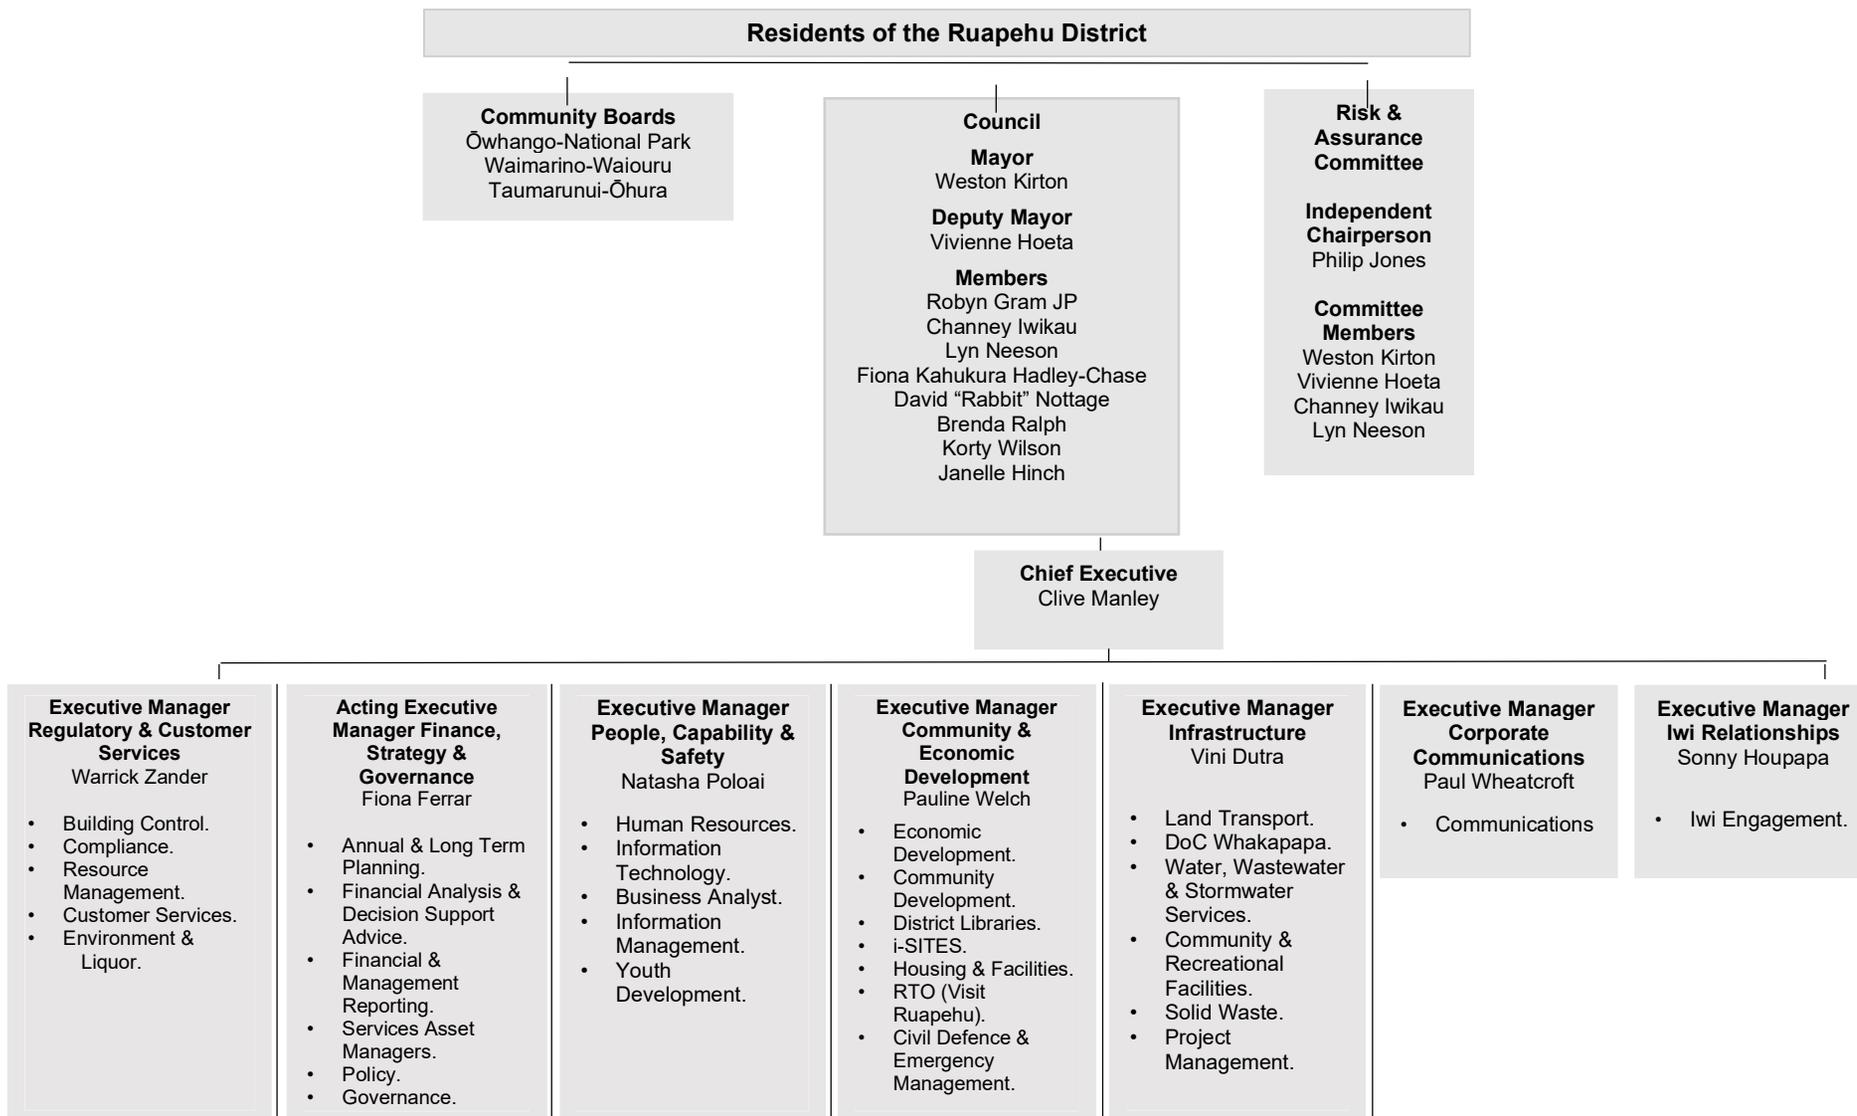 Residents of the Ruapehu District
Community Boards
Ōwhango-National Park
Waimarino-Waiouru
Taumarunui-Ōhura
Council
Mayor
Weston Kirton
Deputy Mayor
Vivienne Hoeta
Members
Robyn Gram JP
Channey Iwikau
Lyn Neeson
Fiona Kahukura Hadley-Chase
David “Rabbit” Nottage
Brenda Ralph
Korty Wilson
Janelle Hinch
Risk &
Assurance
Committee
Independent
Chairperson
Philip Jones
Committee
Members
Weston Kirton
Vivienne Hoeta
Channey Iwikau
Lyn Neeson
Chief Executive
Clive Manley
Executive Manager
Regulatory & Customer
Services
Warrick Zander
• Building Control.
• Compliance.
• Resource
Management.
• Customer Services.
• Environment &
Liquor.
Acting Executive
Manager Finance,
Strategy &
Governance
Fiona Ferrar
• Annual & Long Term
Planning.
• Financial Analysis &
Decision Support
Advice.
• Financial &
Management
Reporting.
• Services Asset
Managers.
• Policy.
• Governance.
Executive Manager
People, Capability &
Safety
Natasha Poloai
• Human Resources.
• Information
Technology.
• Business Analyst.
• Information
Management.
• Youth
Development.
Executive Manager
Community &
Economic
Development
Pauline Welch
• Economic
Development.
• Community
Development.
• District Libraries.
• i-SITES.
• Housing & Facilities.
• RTO (Visit
Ruapehu).
• Civil Defence &
Emergency
Management.
Executive Manager
Infrastructure
Vini Dutra
• Land Transport.
• DoC Whakapapa.
• Water, Wastewater
& Stormwater
Services.
• Community &
Recreational
Facilities.
• Solid Waste.
• Project
Management.
Executive Manager
Corporate
Communications
Paul Wheatcroft
• Communications
Executive Manager
Iwi Relationships
Sonny Houpapa
• Iwi Engagement.